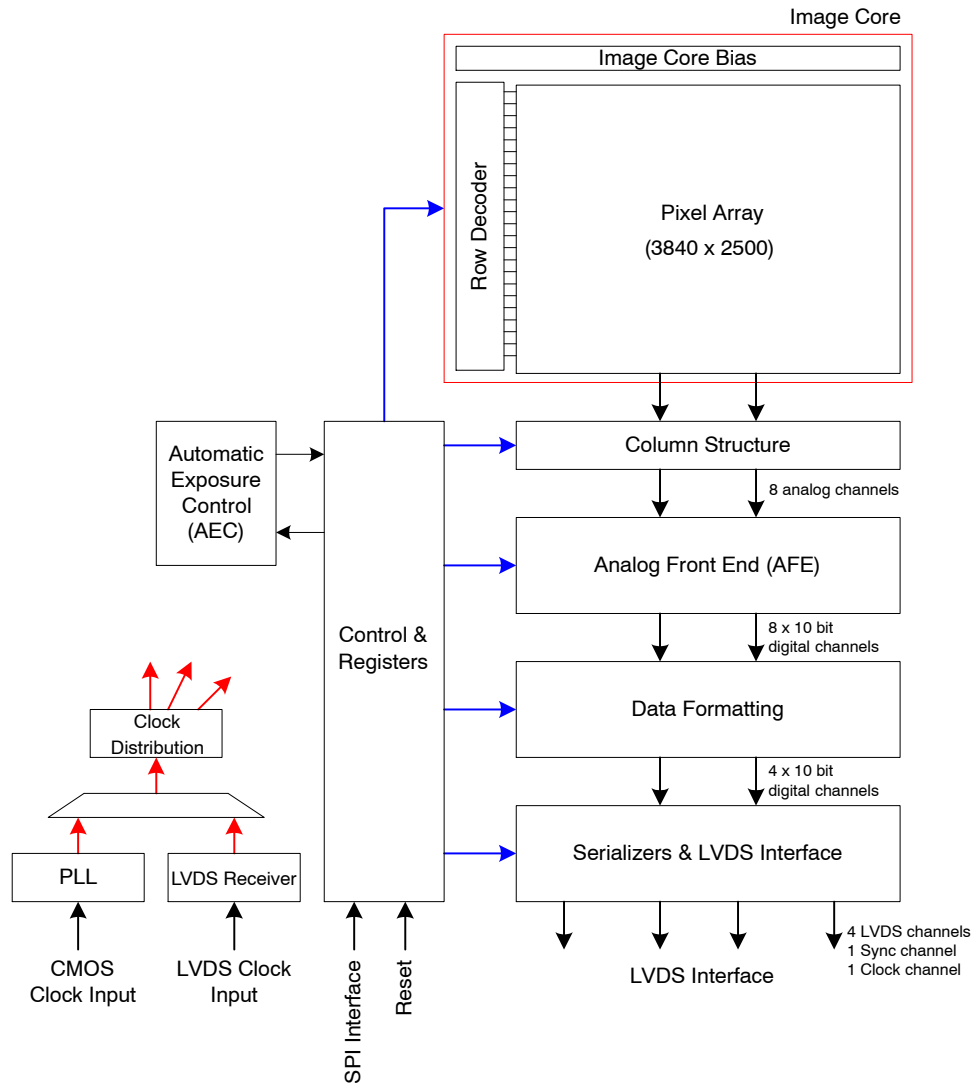 Image Core
Image Core Bias
Row Decoder
Pixel Array
(3840 x 2500)
Automatic
Exposure
Control
(AEC)
Column Structure
8 analog channels
Analog Front End (AFE)
Control &
Registers
8 x 10 bit
digital channels
Data Formatting
Clock
Distribution
4 x 10 bit
digital channels
Serializers & LVDS Interface
PLL
LVDS Receiver
CMOS
Clock Input
LVDS Clock
Input
SPI Interface
Reset
LVDS Interface
4 LVDS channels
1 Sync channel
1 Clock channel